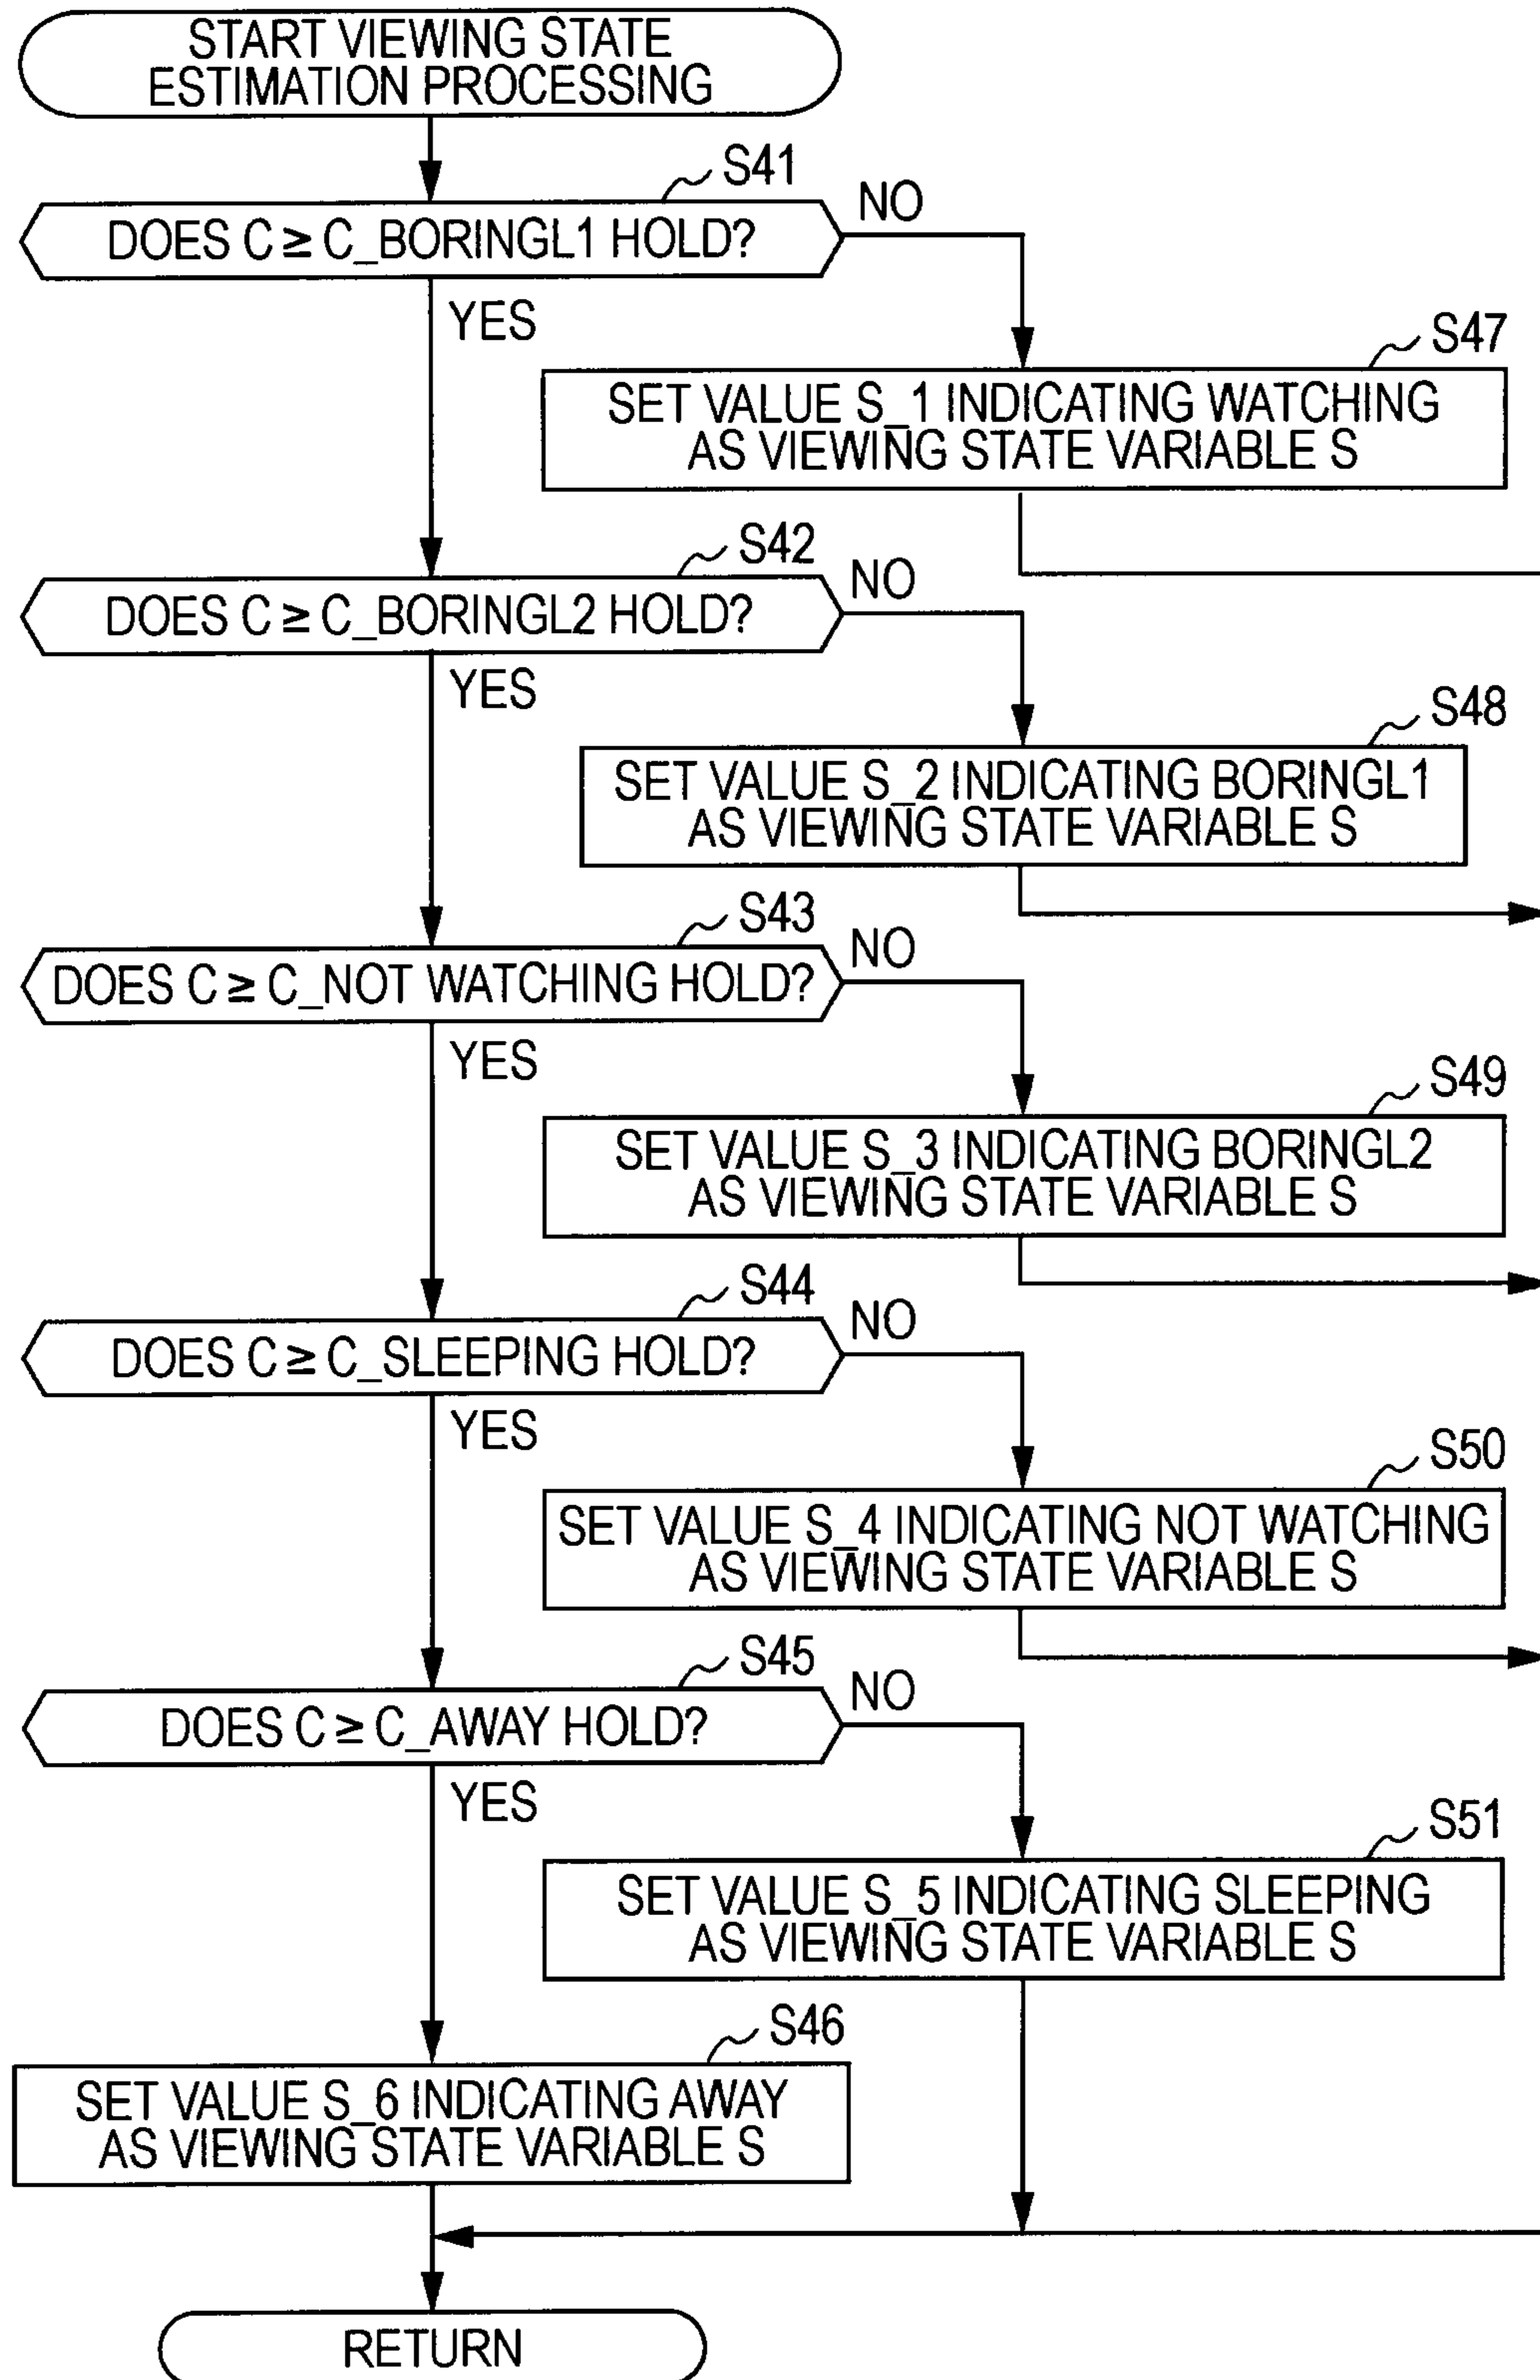 START VIEWING STATE
ESTIMATION PROCESSING
S41
DOES C ≥ C_BORINGL1 HOLD?
NO
YES
S47
SET VALUE S_1 INDICATING WATCHING
AS VIEWING STATE VARIABLE S
S42
DOES C ≥ C_BORINGL2 HOLD?
NO
YES
S48
SET VALUE S_2 INDICATING BORINGL1
AS VIEWING STATE VARIABLE S
S43
DOES C ≥ C_NOT WATCHING HOLD?
NO
YES
S49
SET VALUE S_3 INDICATING BORINGL2
AS VIEWING STATE VARIABLE S
S44
DOES C ≥ C_SLEEPING HOLD?
NO
YES
S50
SET VALUE S_4 INDICATING NOT WATCHING
AS VIEWING STATE VARIABLE S
S45
DOES C ≥ C_AWAY HOLD?
NO
YES
S51
SET VALUE S_5 INDICATING SLEEPING
AS VIEWING STATE VARIABLE S
S46
SET VALUE S_6 INDICATING AWAY
AS VIEWING STATE VARIABLE S
RETURN